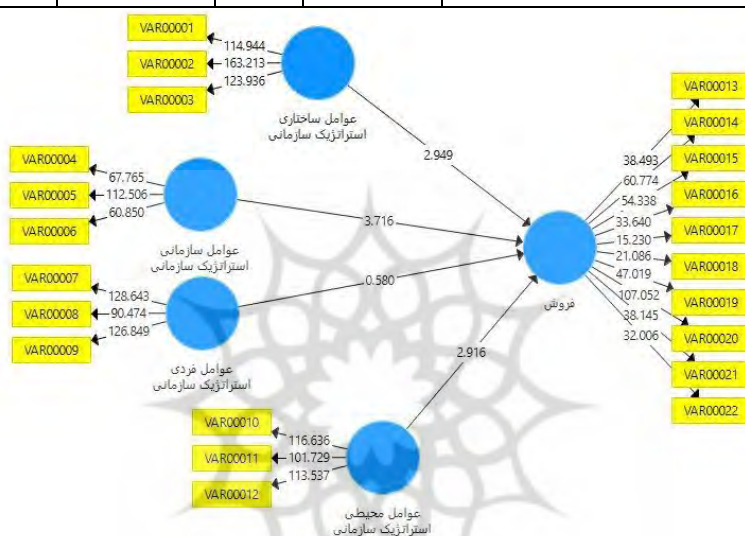 VAR00001
VAR00002
VAR00003
114.944
163.213
123.936
عوامل ساختاری
استراتژیک سازمانی
2.949
VAR00004
VAR00005
VAR00006
67.765
112.506
60.850
عوامل سازمانی
استراتژیک سازمانی
3.716
VAR00007
VAR00008
VAR00009
128.643
90.474
126.849
عوامل فردی
استراتژیک سازمانی
0.580
VAR00010
VAR00011
VAR00012
116.636
101.729
113.537
عوامل محیطی
استراتژیک سازمانی
2.916
فروش
38.493
60.774
54.338
33.640
15.230
21.086
47.019
107.052
38.145
32.006
VAR00013
VAR00014
VAR00015
VAR00016
VAR00017
VAR00018
VAR00019
VAR00020
VAR00021
VAR00022